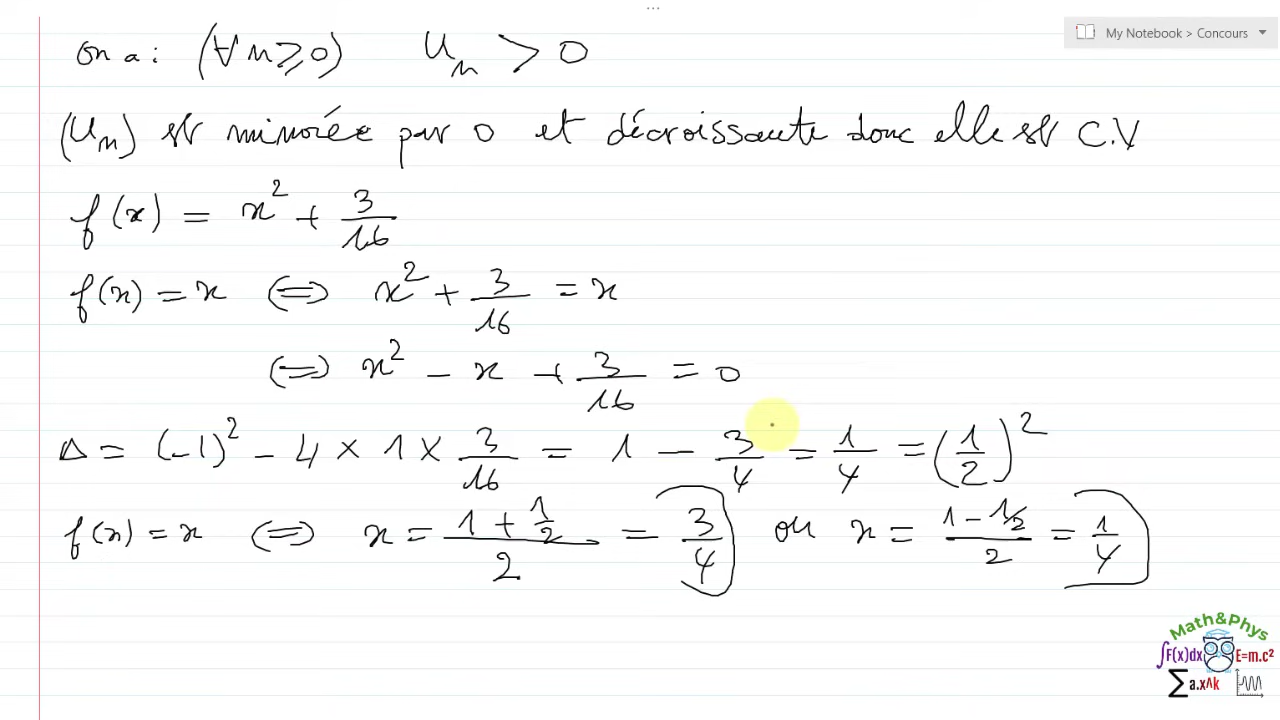 My Notebook > Concours
on a : (∀n⩾0) Un > 0
(Un) est minorée par 0 et décroissante donc elle est C.V
f(x) = x² + 3/16
f(x) = x ⟺ x² + 3/16 = x
⟺ x² - x + 3/16 = 0
Δ = (-1)² - 4 × 1 × 3/16 = 1 - 3/4 = 1/4 = (1/2)²
f(x) = x ⟺ x = (1 + 1/2)/2 = 3/4 ou x = (1 - 1/2)/2 = 1/4
Math&Phys
∫F(x)dx E=m.c²
∑ a.x^k